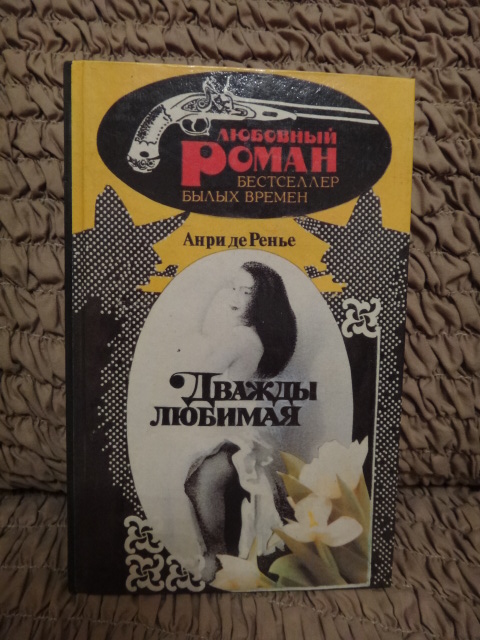 ЛЮБОВНЫЙ
РОМАН
БЕСТСЕЛЛЕР
БЫЛЫХ ВРЕМЕН
Анри де Ренье
ДВАЖДЫ
ЛЮБИМАЯ